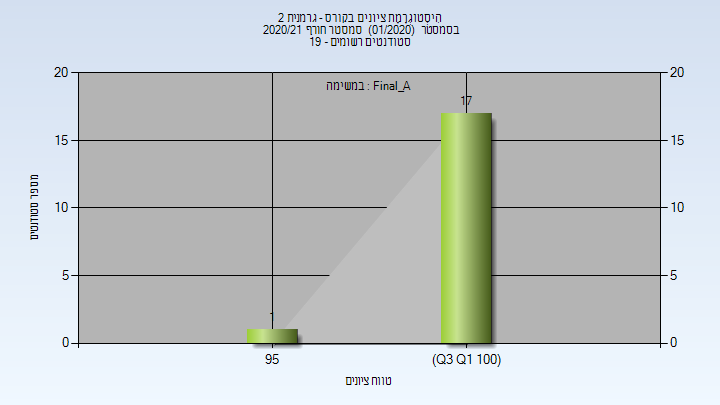 היסטוגרמת ציונים בקורס - גרמנית 2
בסמסטר (01/2020) סמסטר חורף 2020/21
סטודנטים רשומים - 19
במשימה : Final_A
20
15
10
5
0
20
15
10
5
0
1
17
95
(Q3 Q1 100)
מספר סטודנטים
טווח ציונים